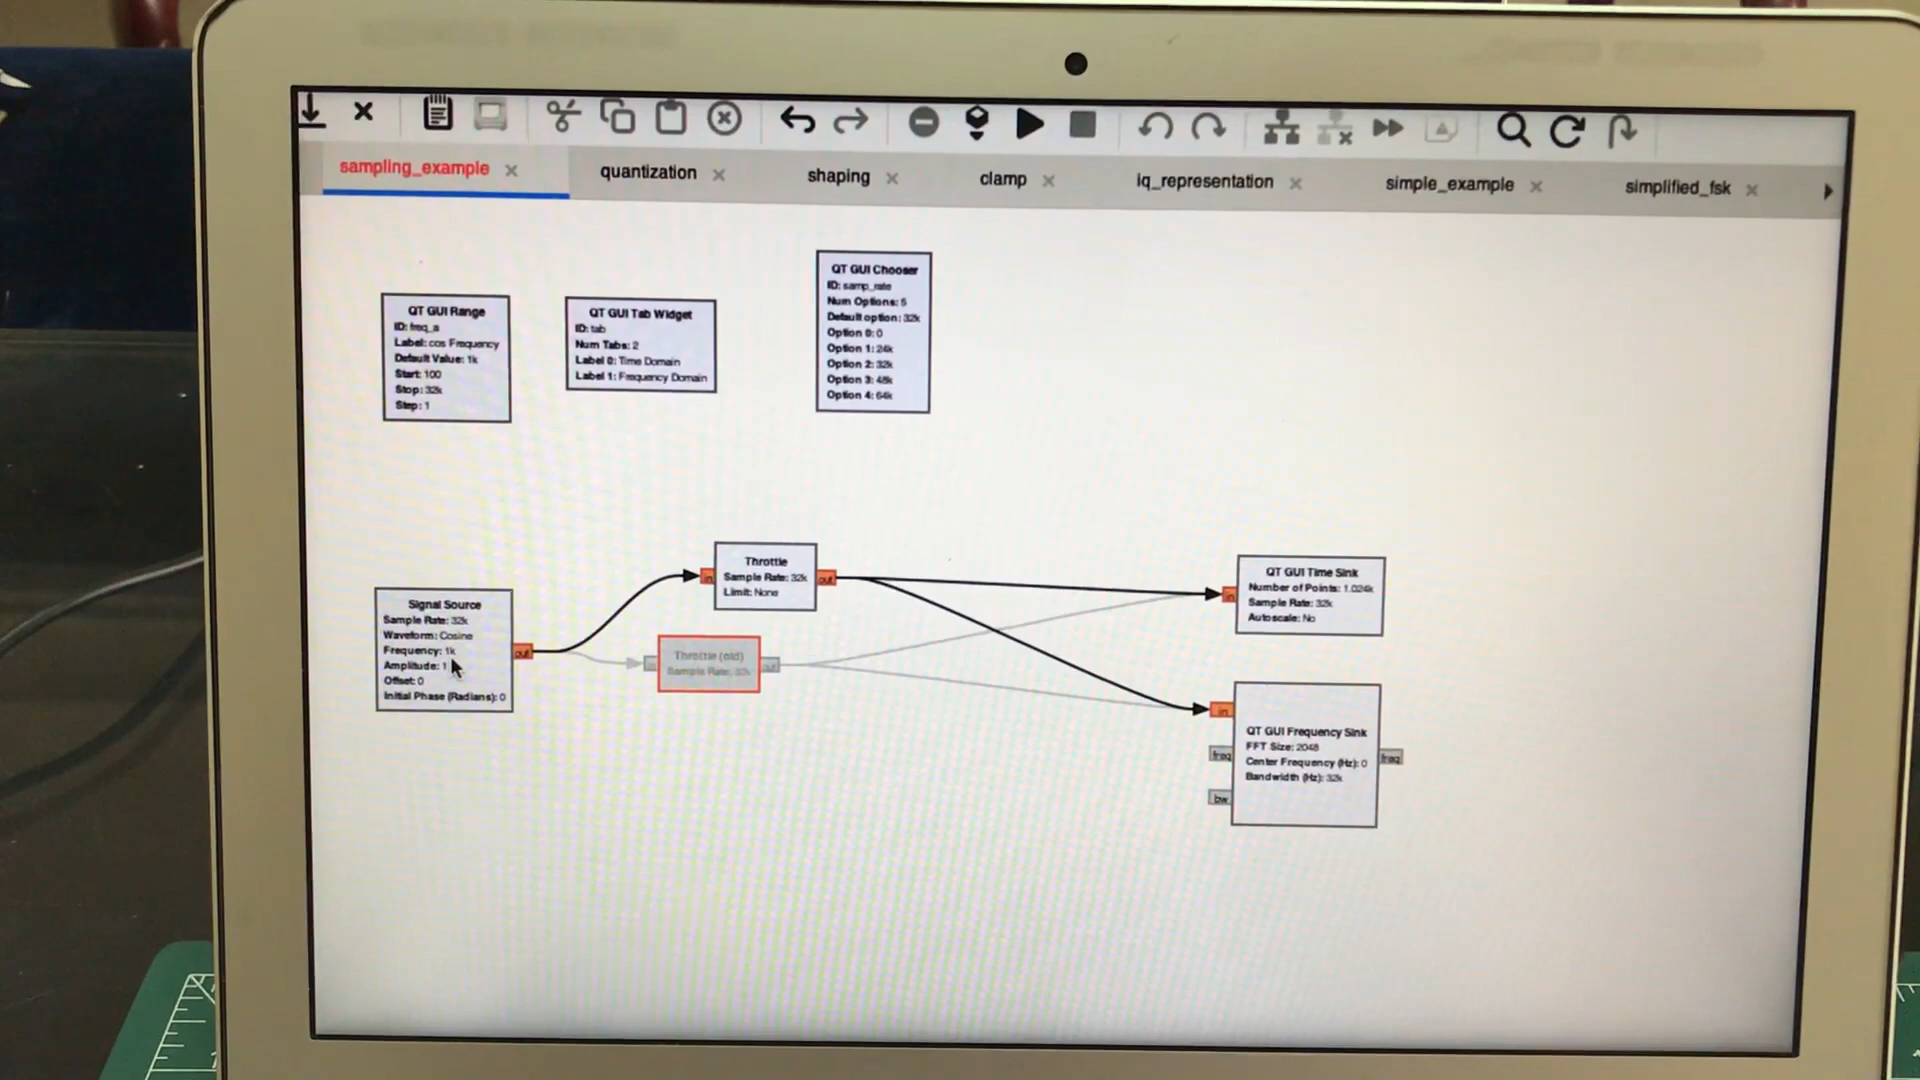 sampling_example
quantization
shaping
clamp
iq_representation
simple_example
simplified_fsk
QT GUI Range
ID: freq_a
Label: cos Frequency
Default Value: 1k
Start: 100
Stop: 32k
Step: 1
QT GUI Tab Widget
ID: tab
Num Tabs: 2
Label 0: Time Domain
Label 1: Frequency Domain
QT GUI Chooser
ID: samp_rate
Num Options: 5
Default option: 32k
Option 0: 0
Option 1: 24k
Option 2: 32k
Option 3: 48k
Option 4: 64k
Signal Source
Sample Rate: 32k
Waveform: Cosine
Frequency: 1k
Amplitude: 1
Offset: 0
Initial Phase (Radians): 0
out
in
Throttle
Sample Rate: 32k
Limit: None
out
in
Throttle (old)
Sample Rate: 32k
out
in
QT GUI Time Sink
Number of Points: 1.024k
Sample Rate: 32k
Autoscale: No
in
freq
bw
QT GUI Frequency Sink
FFT Size: 2048
Center Frequency (Hz): 0
Bandwidth (Hz): 32k
freq